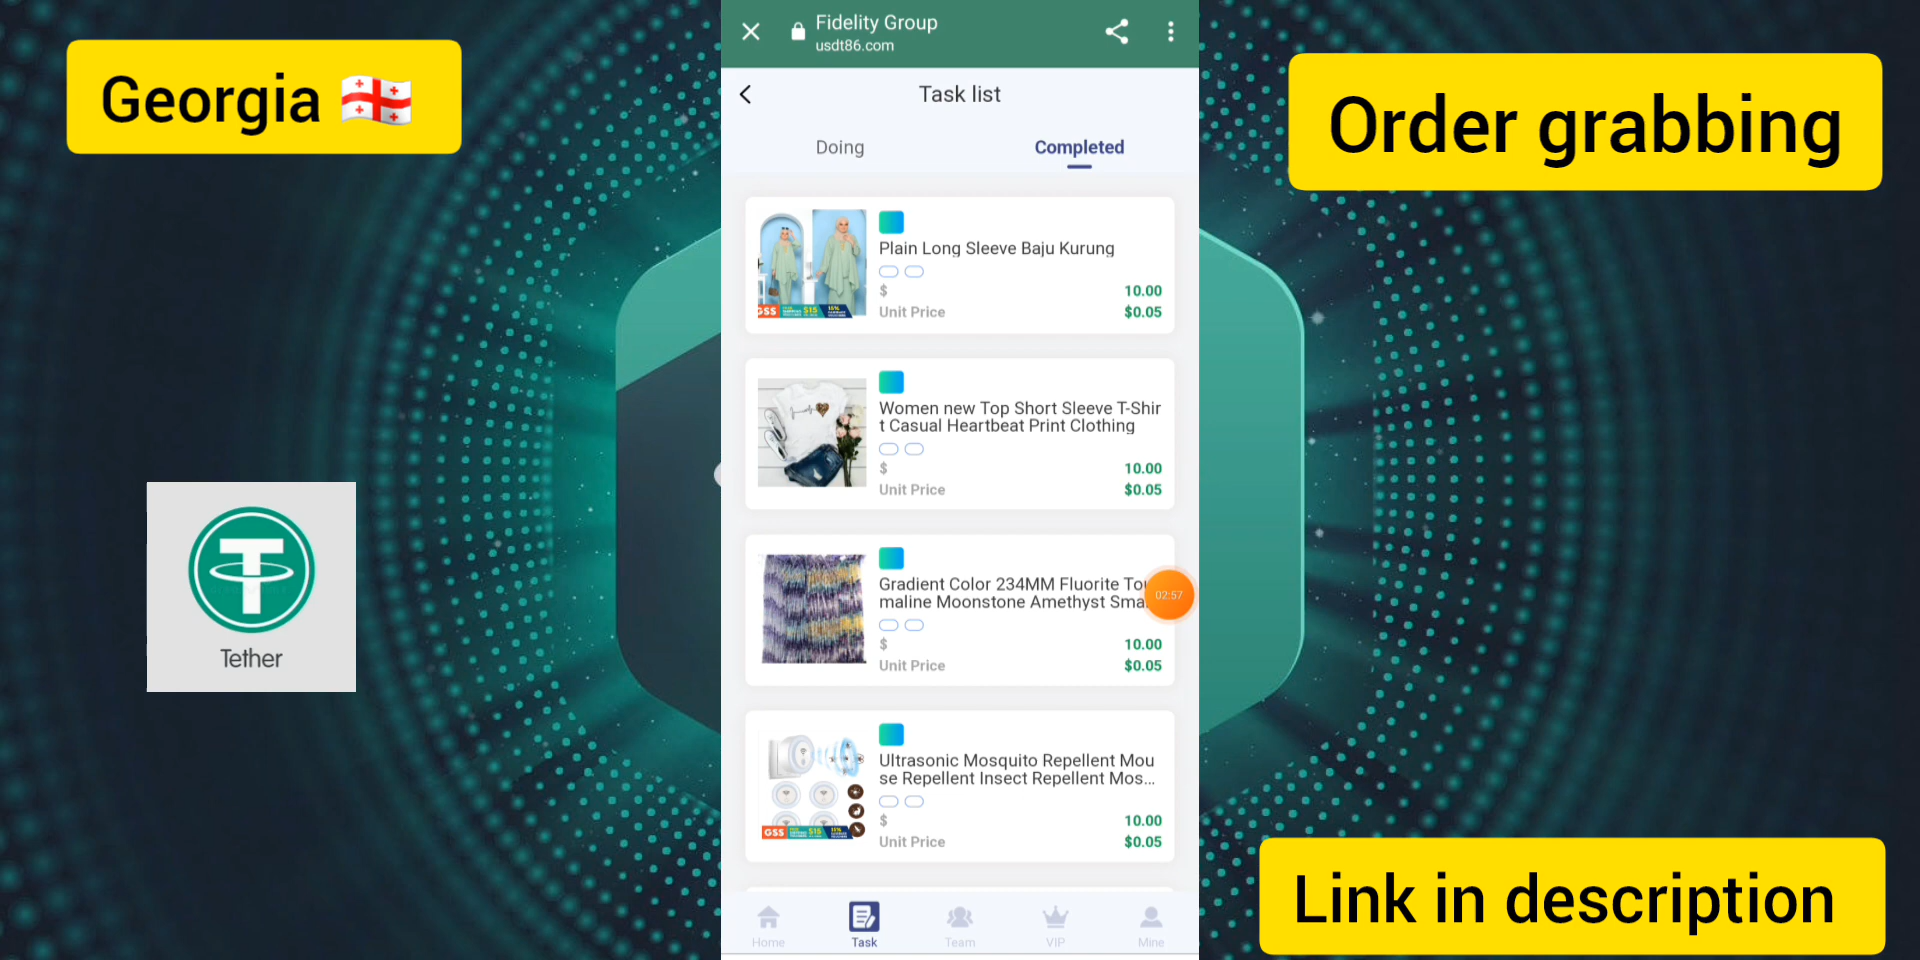 Georgia 🇬🇪
Fidelity Group
usdt86.com
Order grabbing
Task list
Doing
Completed
Plain Long Sleeve Baju Kurung
$ 10.00
Unit Price $0.05
Women new Top Short Sleeve T-Shir
t Casual Heartbeat Print Clothing
$ 10.00
Unit Price $0.05
Gradient Color 234MM Fluorite Tou
maline Moonstone Amethyst Sma
02:57
$ 10.00
Unit Price $0.05
Tether
Ultrasonic Mosquito Repellent Mou
se Repellent Insect Repellent Mos...
GSS
$15
15%
$ 10.00
Unit Price $0.05
Home
Task
Team
VIP
Mine
Link in description